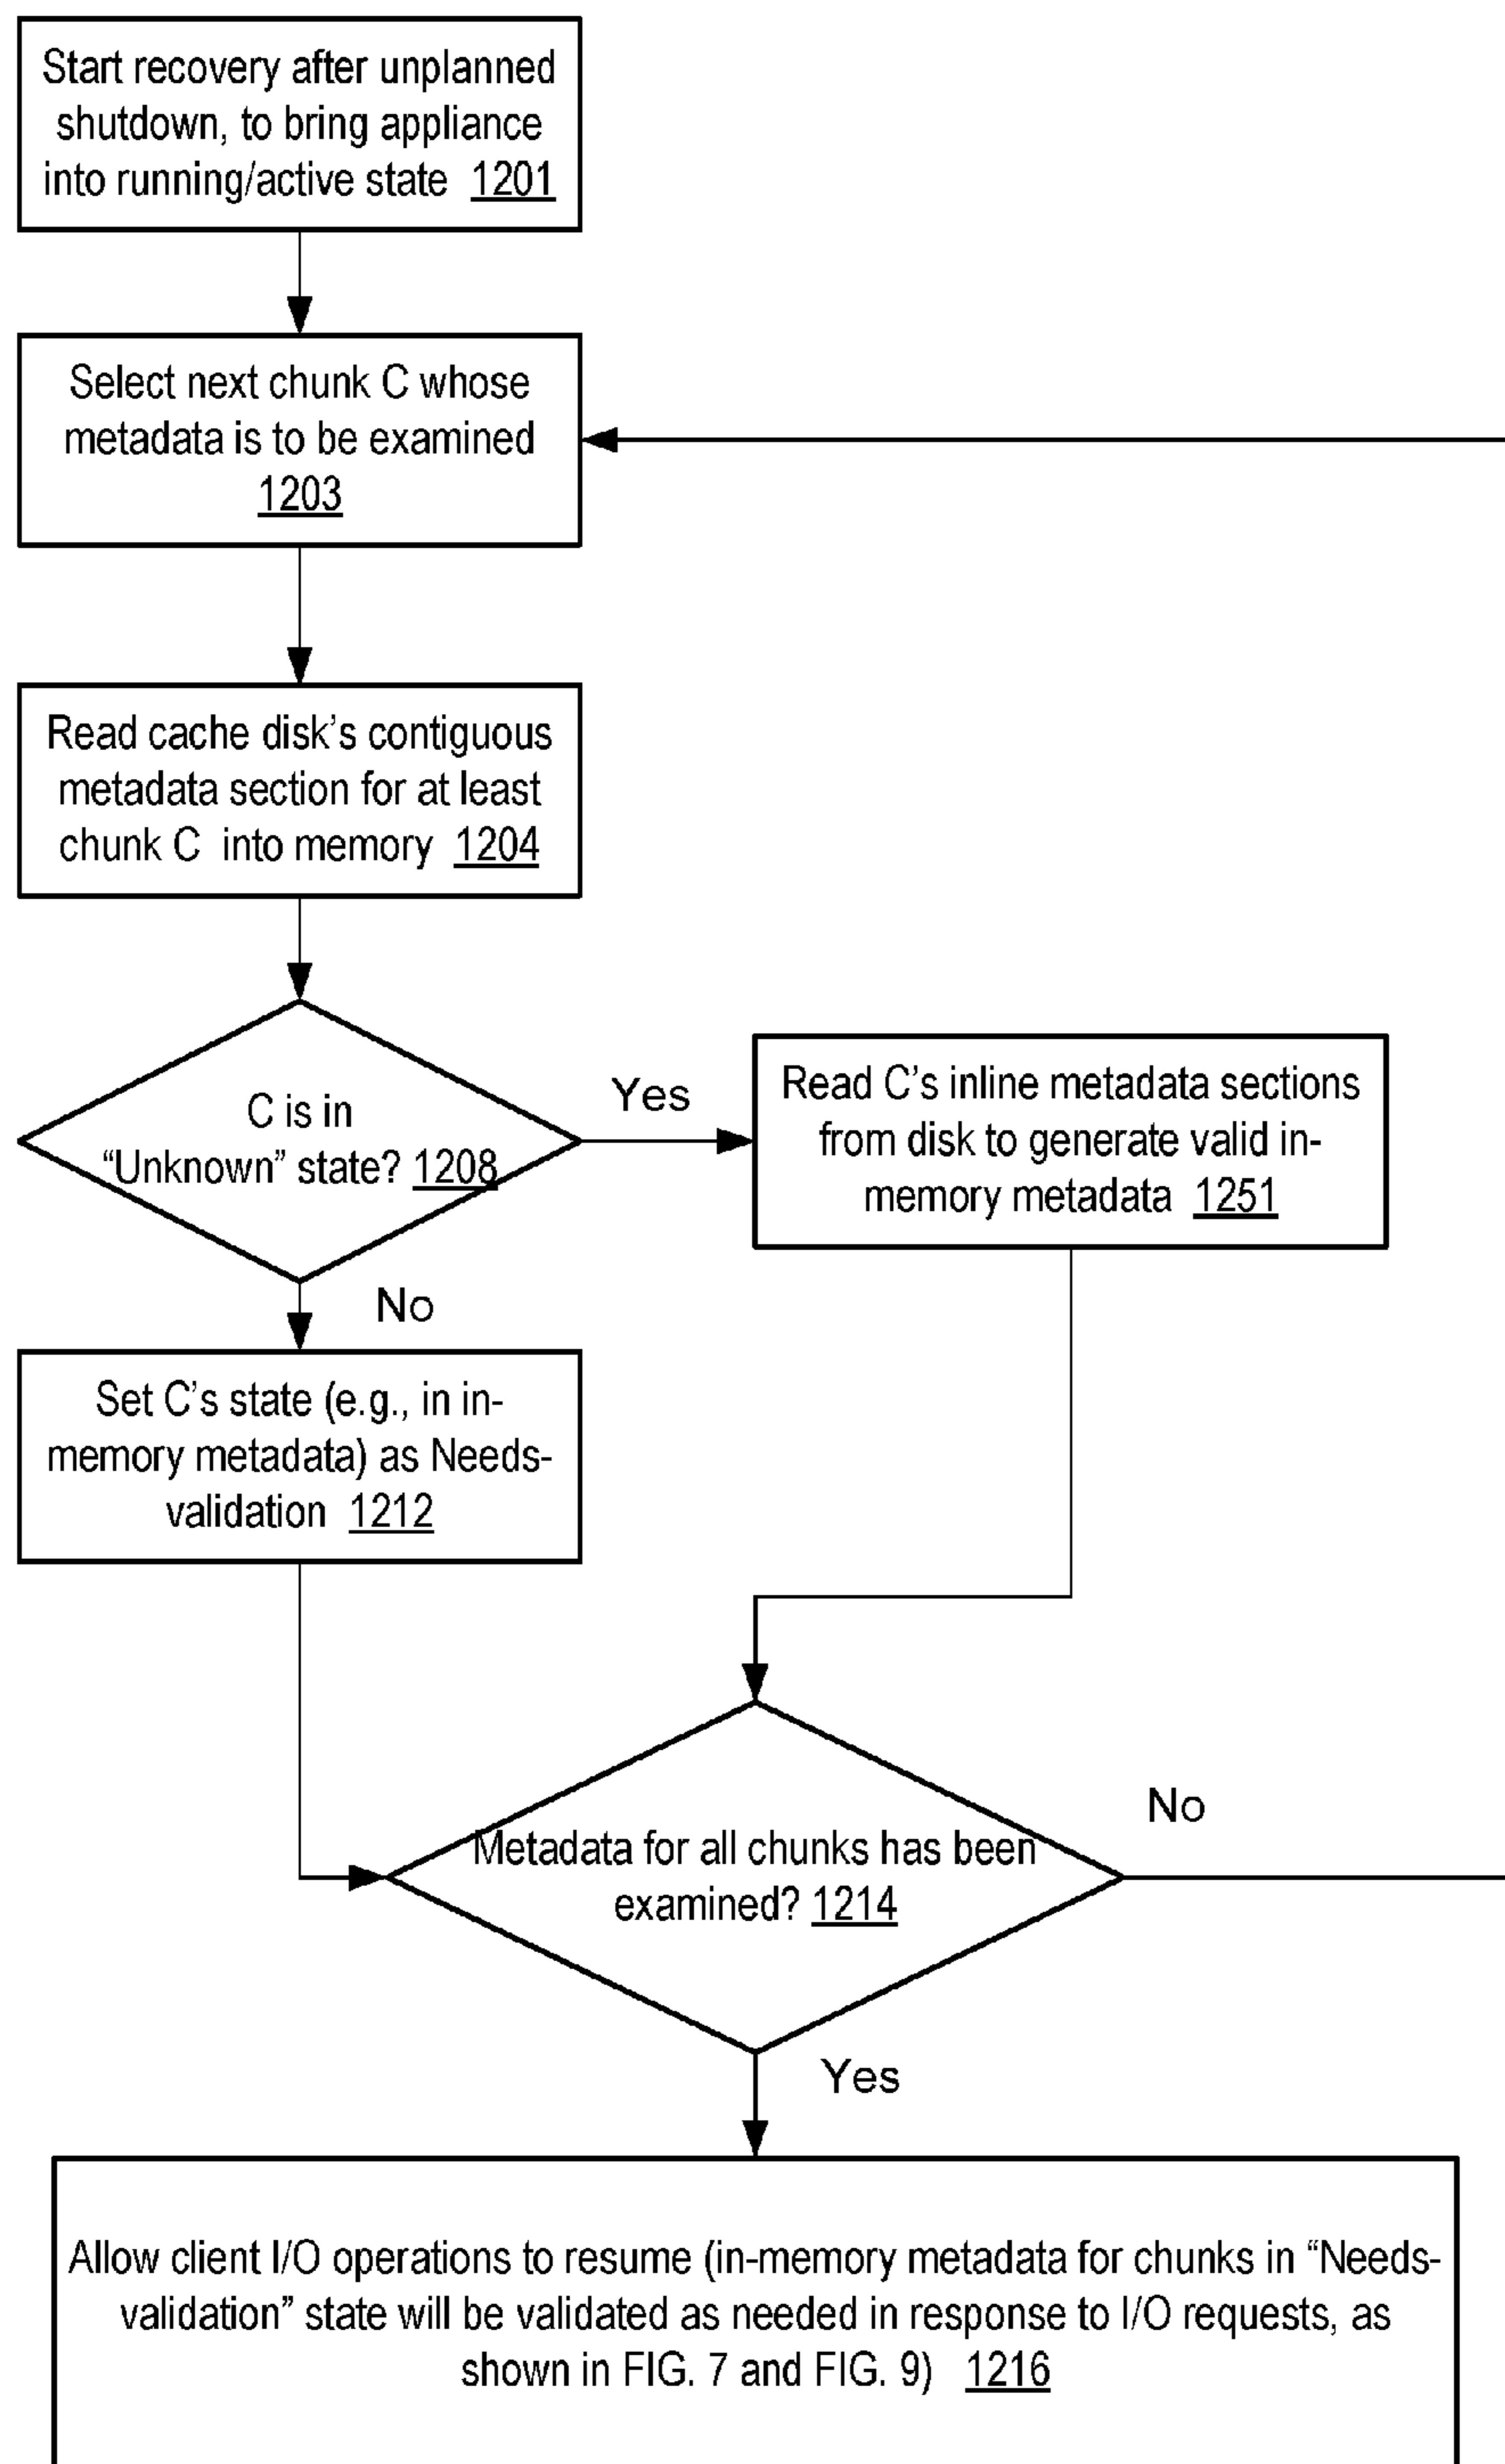 Start recovery after unplanned
shutdown, to bring appliance
into running/active state 1201
Select next chunk C whose
metadata is to be examined
1203
Read cache disk’s contiguous
metadata section for at least
chunk C into memory 1204
C is in
“Unknown” state? 1208
Yes
Read C’s inline metadata sections
from disk to generate valid in-
memory metadata 1251
No
Set C’s state (e.g., in in-
memory metadata) as Needs-
validation 1212
Metadata for all chunks has been
examined? 1214
No
Yes
Allow client I/O operations to resume (in-memory metadata for chunks in “Needs-
validation” state will be validated as needed in response to I/O requests, as
shown in FIG. 7 and FIG. 9) 1216